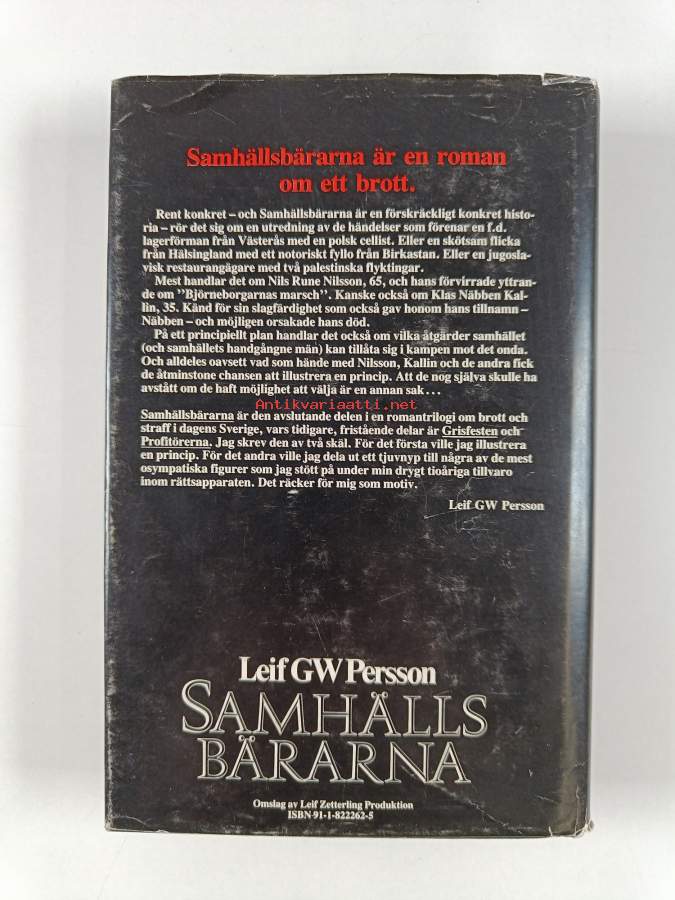 Samhällsbärarna är en roman
om ett brott.
Rent konkret – och Samhällsbärarna är en förskräckligt konkret histo-
ria – rör det sig om en utredning av de händelser som förenar en f.d.
lagerförman från Västerås med en polsk cellist. Eller en skötsam flicka
från Hälsingland med ett notoriskt fyllo från Birkastan. Eller en jugosla-
visk restaurangägare med två palestinska flyktingar.
Mest handlar det om Nils Rune Nilsson, 65, och hans förvirrade yttran-
de om ”Björneborgarnas marsch”. Kanske också om Klas Näbben Kal-
lin, 35. Känd för sin slagfärdighet som också gav honom hans tillnamn –
Näbben – och möjligen orsakade hans död.
På ett principiellt plan handlar det också om vilka åtgärder samhället
(och samhällets handgångne män) kan tillåta sig i kampen mot det onda.
Och alldeles oavsett vad som hände med Nilsson, Kallin och de andra fick
de åtminstone chansen att illustrera en princip. Att de nog själva skulle ha
avstått om de haft möjlighet att välja är en annan sak . . .
Antikvariaatti.net
Samhällsbärarna är den avslutande delen i en romantrilogi om brott och
straff i dagens Sverige, vars tidigare, fristående delar är Grisfesten och
Profitörerna. Jag skrev den av två skäl. För det första ville jag illustrera
en princip. För det andra ville jag dela ut ett tjuvnyp till några av de mest
osympatiska figurer som jag stött på under min drygt tioåriga tillvaro
inom rättsapparaten. Det räcker för mig som motiv.
Leif GW Persson
Leif GW Persson
SAMHÄLLS
BÄRARNA
Omslag av Leif Zetterling Produktion
ISBN-91-1-822262-5